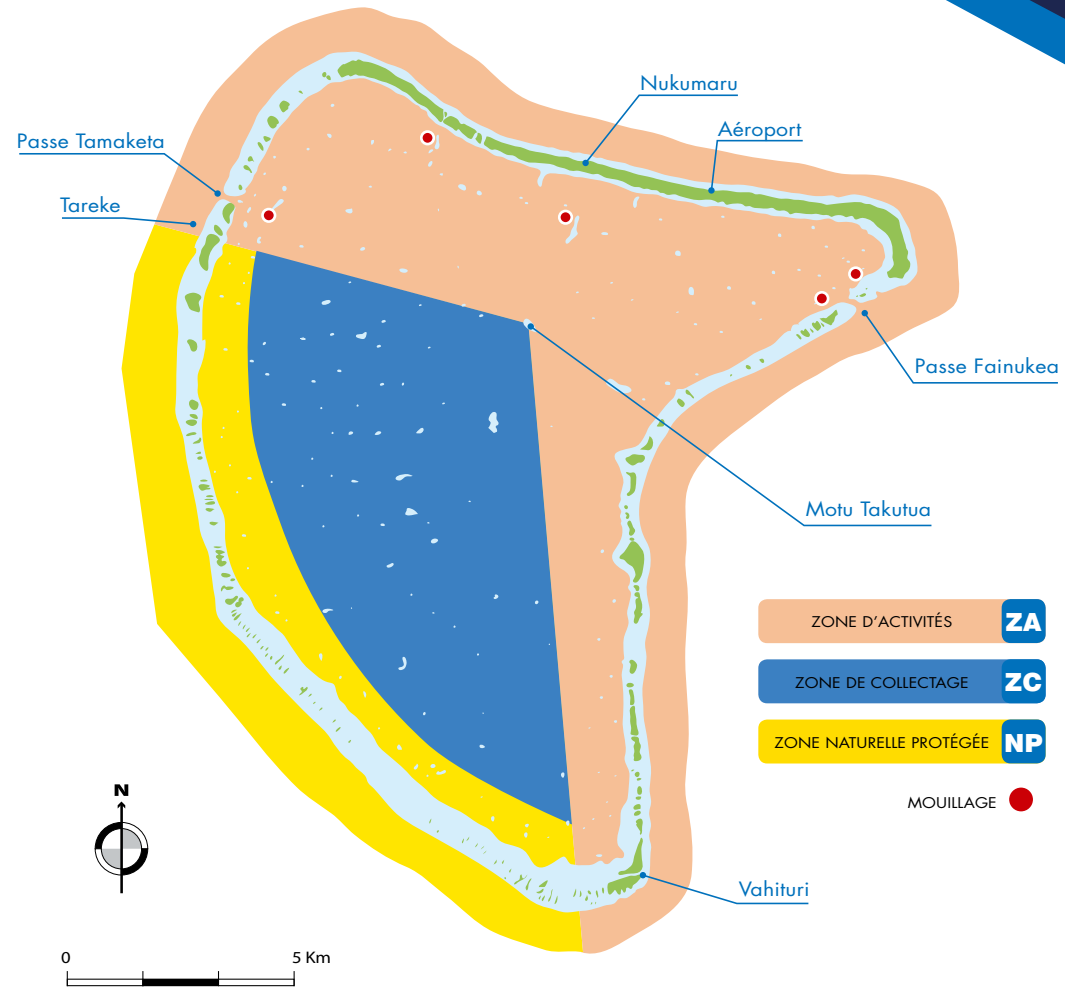 Nukumaru
Aéroport
Passe Tamaketa
Tareke
Passe Fainukea
Motu Takutua
ZONE D'ACTIVITÉS ZA
ZONE DE COLLECTAGE ZC
ZONE NATURELLE PROTÉGÉE NP
MOUILLAGE
N
Vahituri
0 5 Km